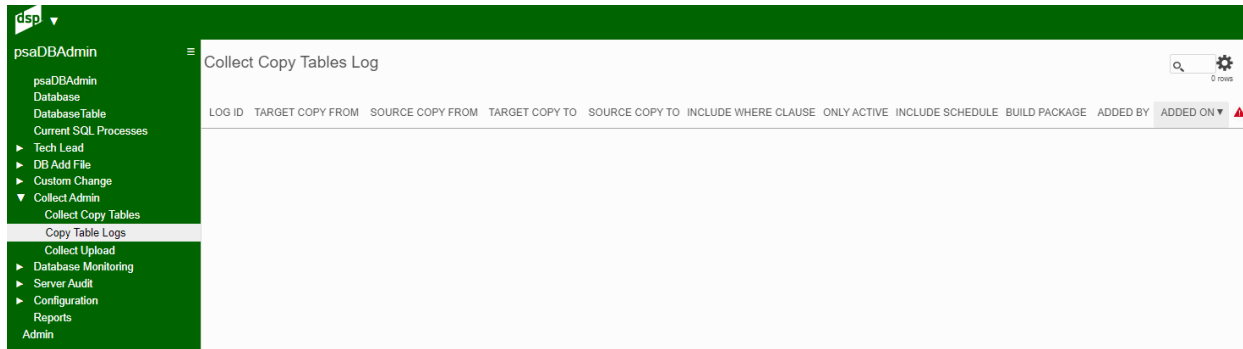 dsp
psaDBAdmin
psaDBAdmin
Database
DatabaseTable
Current SQL Processes
Tech Lead
DB Add File
Custom Change
Collect Admin
Collect Copy Tables
Copy Table Logs
Collect Upload
Database Monitoring
Server Audit
Configuration
Reports
Admin
Collect Copy Tables Log
0 rows
LOG ID TARGET COPY FROM SOURCE COPY FROM TARGET COPY TO SOURCE COPY TO INCLUDE WHERE CLAUSE ONLY ACTIVE INCLUDE SCHEDULE BUILD PACKAGE ADDED BY ADDED ON